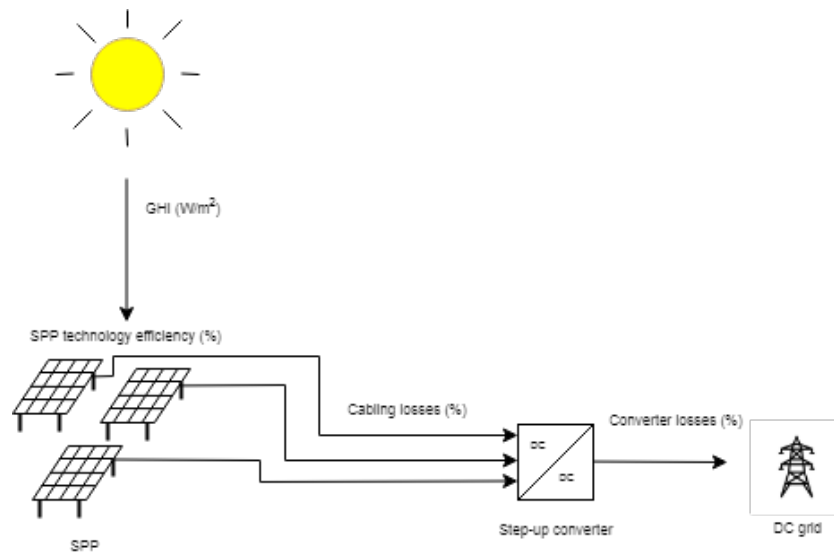 GHI (W/m²)
SPP technology efficiency (%)
Cabling losses (%)
Converter losses (%)
DC
DC
Step-up converter
DC grid
SPP